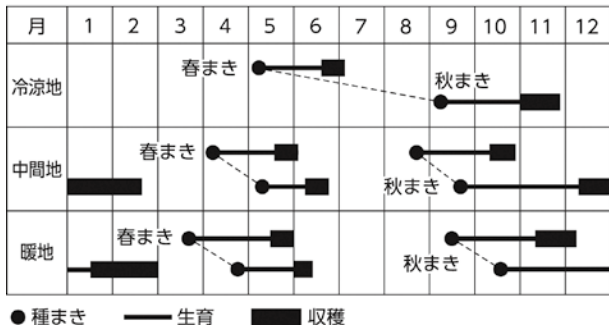 月 1 2 3 4 5 6 7 8 9 10 11 12
冷涼地 春まき 秋まき
中間地 春まき 秋まき
暖地 春まき 秋まき
種まき 生育 収穫